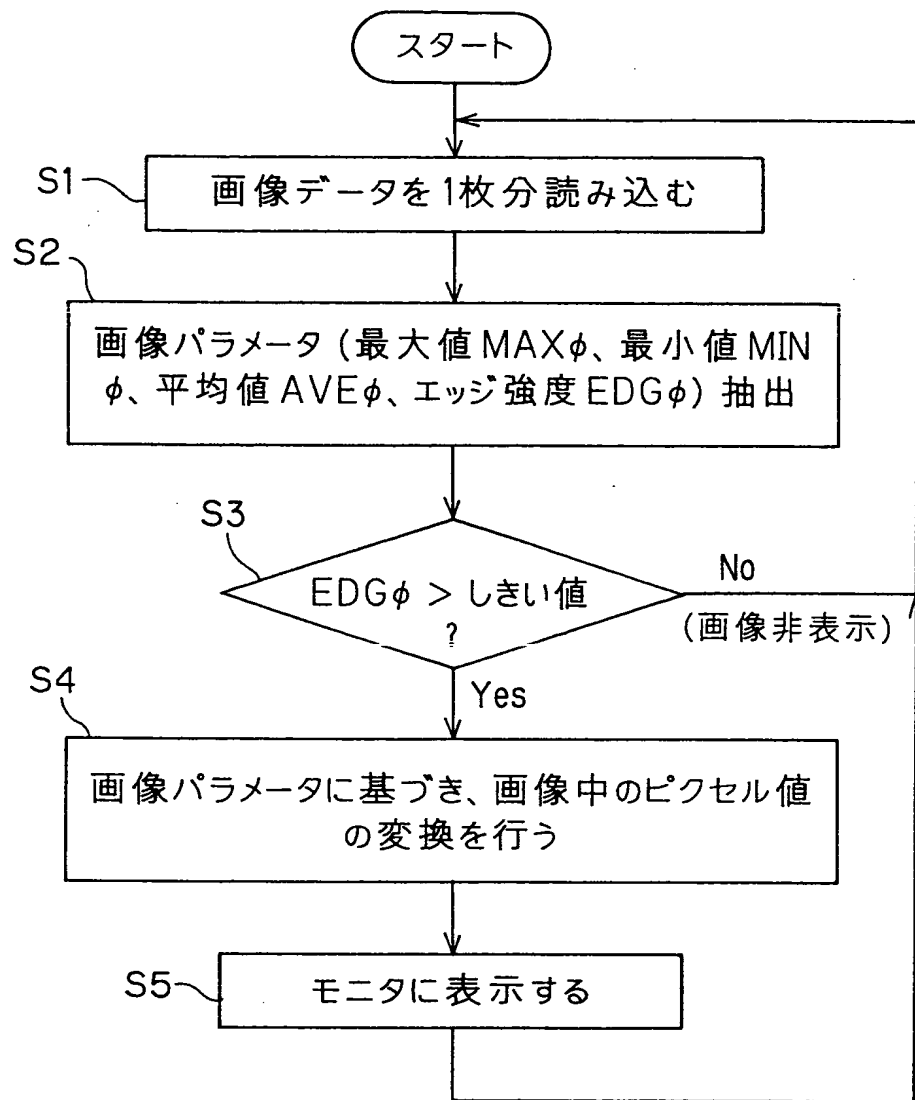 スタート
S1
画像データを1枚分読み込む
S2
画像パラメータ(最大値MAXφ、最小値MIN
φ、平均値AVEφ、エッジ強度EDGφ)抽出
S3
EDGφ > しきい値
?
No
(画像非表示)
Yes
S4
画像パラメータに基づき、画像中のピクセル値
の変換を行う
S5
モニタに表示する